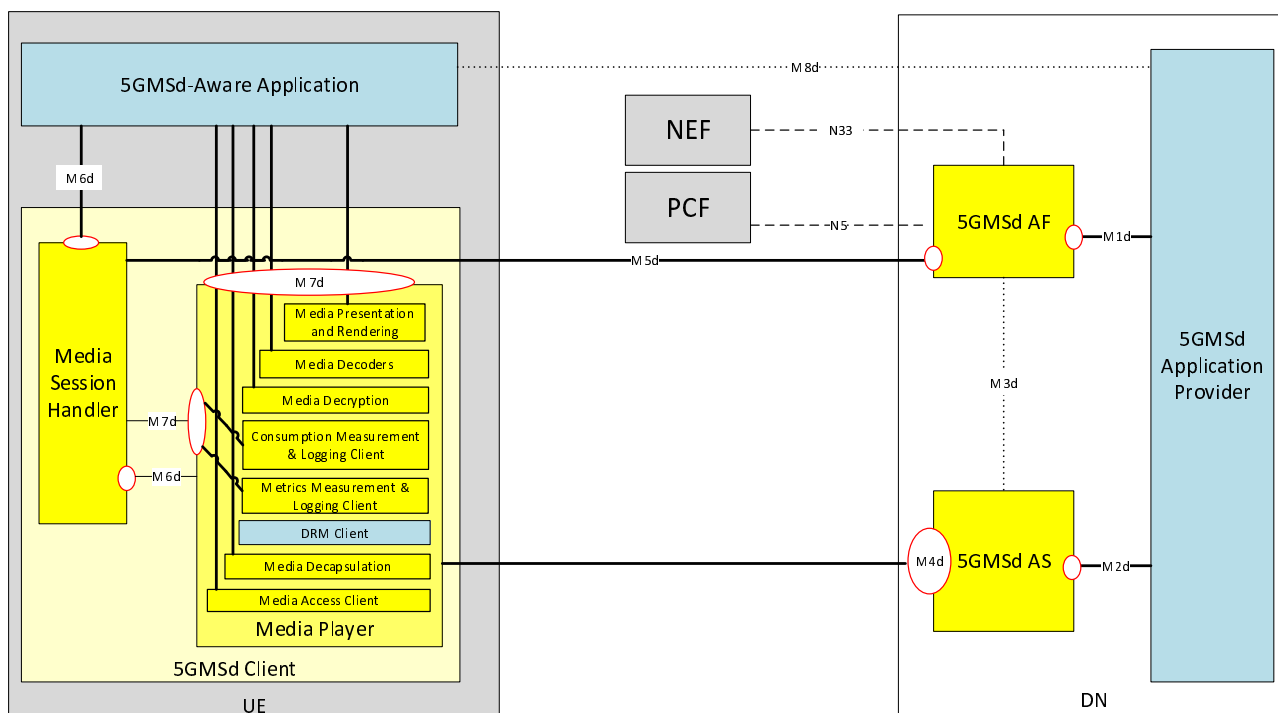 5GMSd-Aware Application
M8d
NEF
N33
M6d
PCF
N5
5GMSd AF
M1d
M5d
M7d
Media Presentation
and Rendering
Media
Session
Handler
Media Decoders
5GMSd
Application
Provider
M3d
Media Decryption
M7d
Consumption Measurement
& Logging Client
M6d
Metrics Measurement &
Logging Client
DRM Client
Media Decapsulation
M4d
5GMSd AS
M2d
Media Access Client
Media Player
5GMSd Client
UE
DN